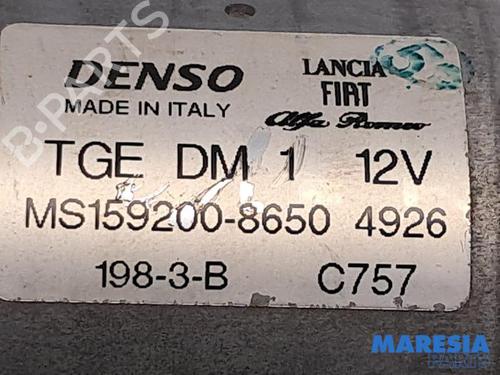 DENSO
MADE IN ITALY
LANCIA
FIAT
Alfa Romeo
TGE DM 1 12V
MS159200-8650 4926
198-3-B C757
B-PARTS
MARESIA